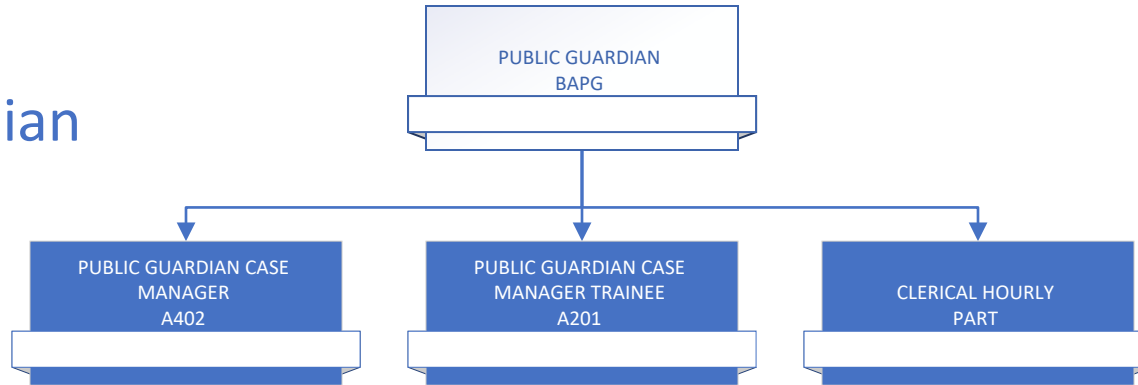 PUBLIC GUARDIAN
BAPG
ian
PUBLIC GUARDIAN CASE
MANAGER
A402
PUBLIC GUARDIAN CASE
MANAGER TRAINEE
A201
CLERICAL HOURLY
PART